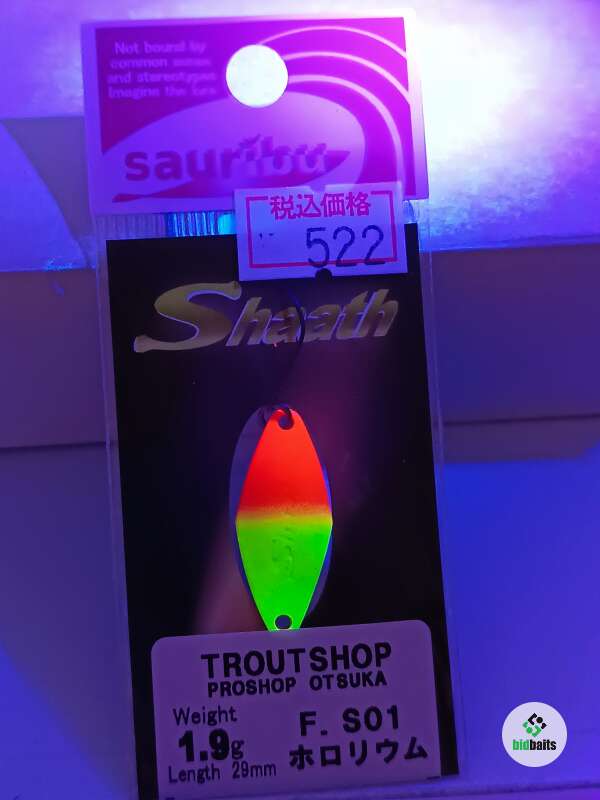 Not bound by
common sense
and stereotypes
Imagine the lure
sauribu
税込価格
522
Shaath
TROUTSHOP
PROSHOP OTSUKA
Weight
1.9g
Length 29mm
F. S01
ホロリウム
bidbaits